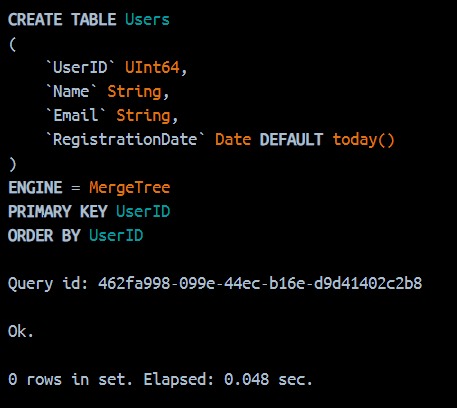 CREATE TABLE Users
(
    `UserID` UInt64,
    `Name` String,
    `Email` String,
    `RegistrationDate` Date DEFAULT today()
)
ENGINE = MergeTree
PRIMARY KEY UserID
ORDER BY UserID
Query id: 462fa998-099e-44ec-b16e-d9d41402c2b8
Ok.
0 rows in set. Elapsed: 0.048 sec.